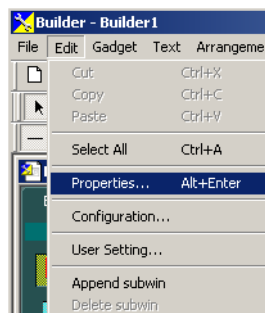 Builder - Builder1
File Edit Gadget Text Arrangeme
Cut Ctrl+X
Copy Ctrl+C
Paste Ctrl+V
Select All Ctrl+A
Properties... Alt+Enter
Configuration...
User Setting...
Append subwin
Delete subwin